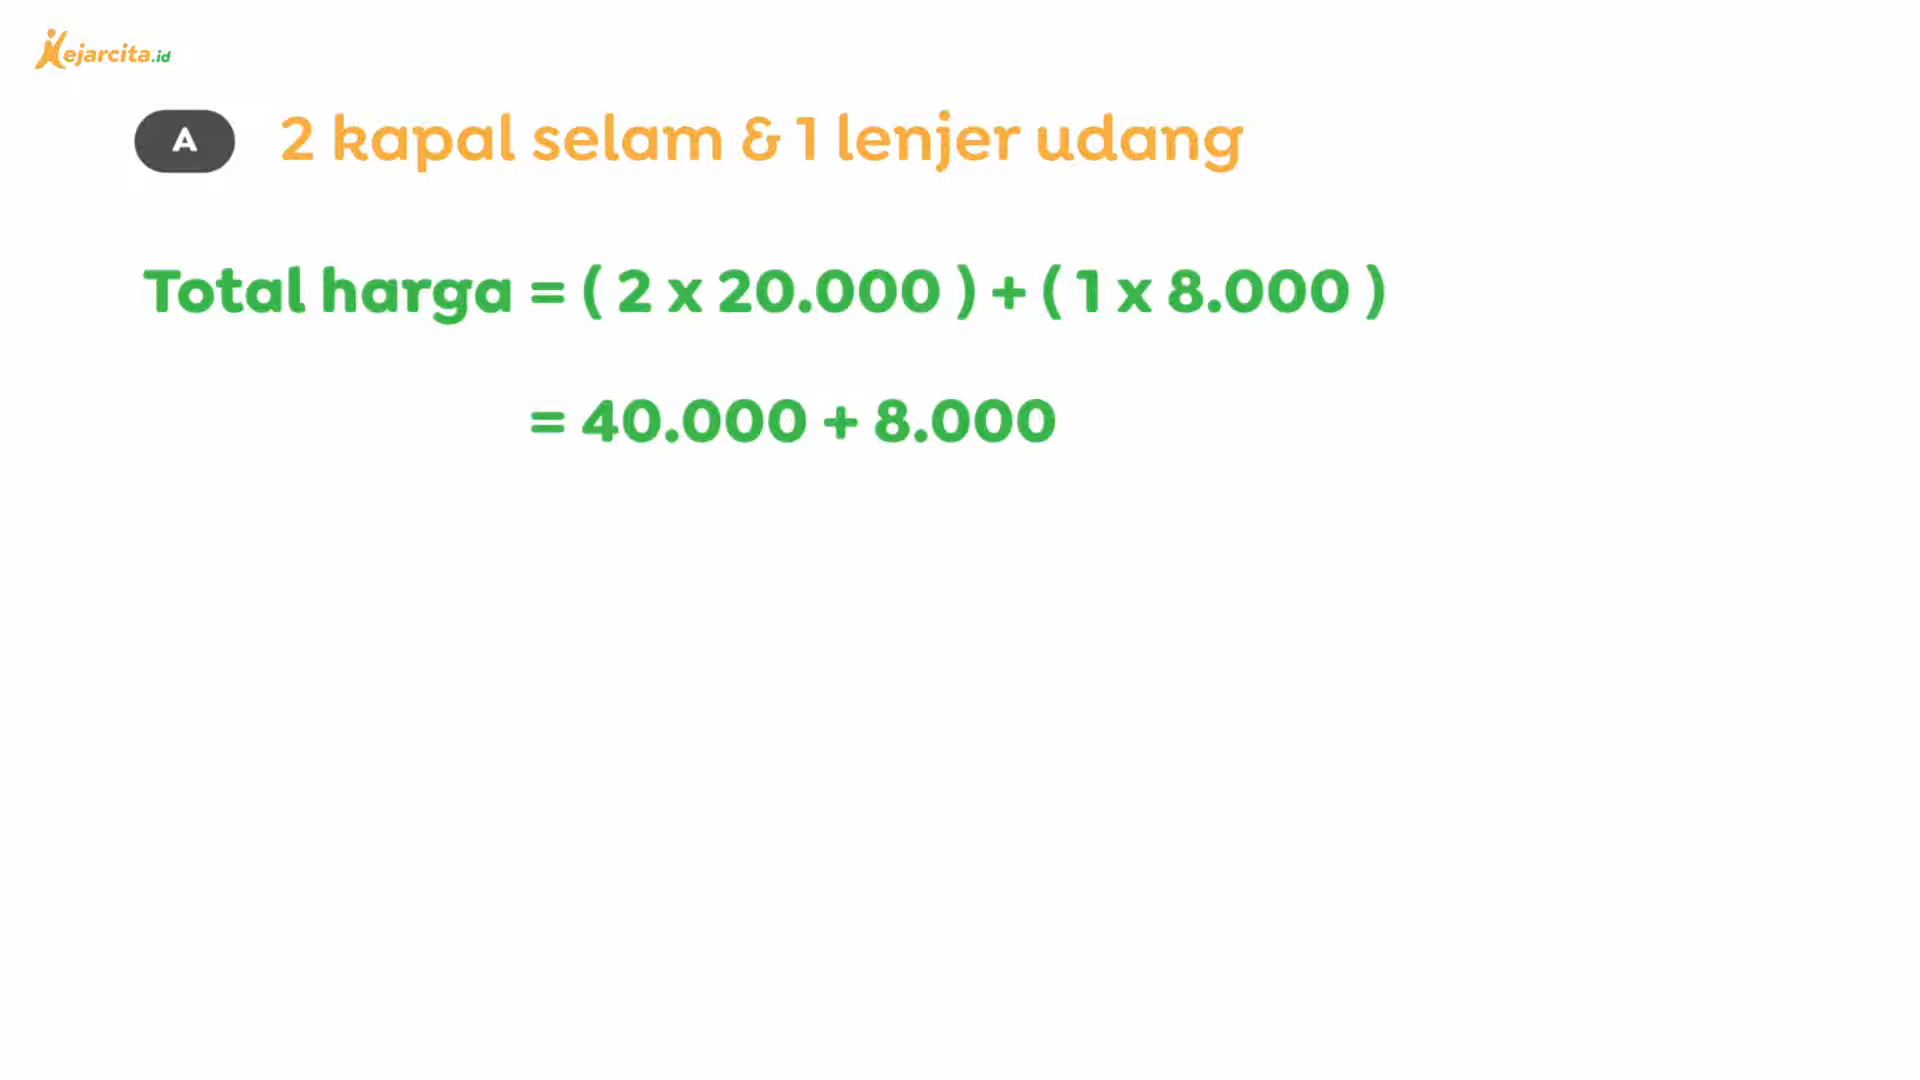 Kejarcita.id
A 2 kapal selam & 1 lenjer udang
Total harga = ( 2 x 20.000 ) + ( 1 x 8.000 )
= 40.000 + 8.000